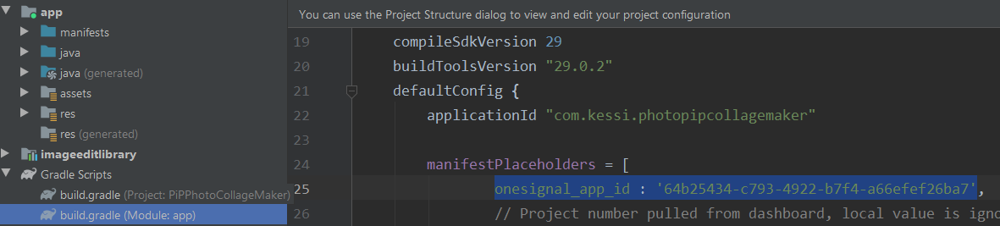 app
manifests
java
java (generated)
assets
res
res (generated)
imageeditlibrary
Gradle Scripts
build.gradle (Project: PiPPhotoCollageMaker)
build.gradle (Module: app)
You can use the Project Structure dialog to view and edit your project configuration
19 compileSdkVersion 29
20 buildToolsVersion "29.0.2"
21 defaultConfig {
22 applicationId "com.kessi.photopipcollagemaker"
23
24 manifestPlaceholders = [
25 onesignal_app_id : '64b25434-c793-4922-b7f4-a66efef26ba7',
26 // Project number pulled from dashboard, local value is igno